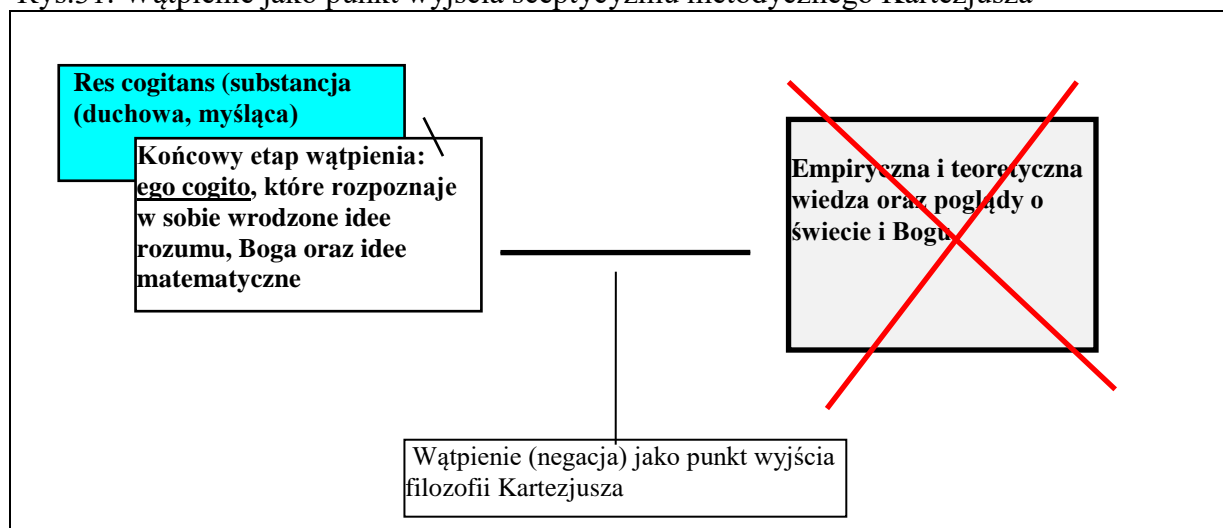 Rys.31. Wątpienie jako punkt wyjścia sceptycyzmu metodycznego Kartezjusza
Res cogitans (substancja
(duchowa, myśląca)
Końcowy etap wątpienia:
ego cogito, które rozpoznaje
w sobie wrodzone idee
rozumu, Boga oraz idee
matematyczne
Empiryczna i teoretyczna
wiedza oraz poglądy o
świecie i Bogu
Wątpienie (negacja) jako punkt wyjścia
filozofii Kartezjusza